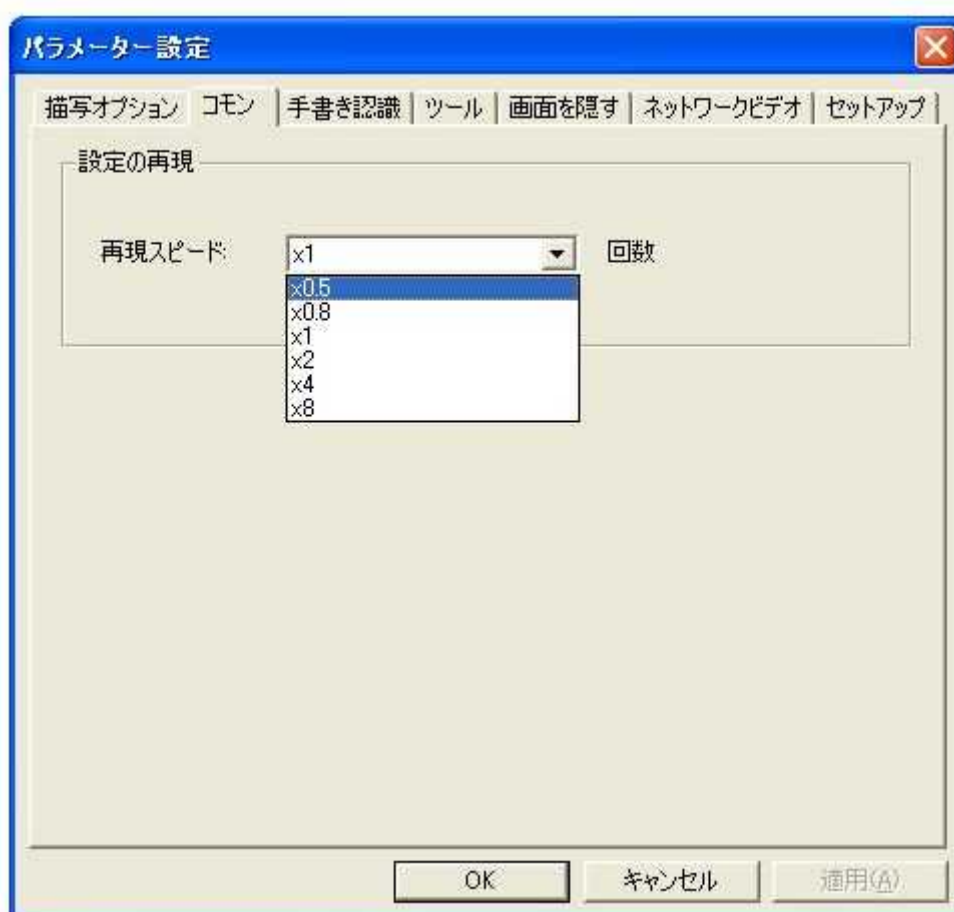 パラメーター設定
描写オプション コモン 手書き認識 ツール 画面を隠す ネットワークビデオ セットアップ
設定の再現
再現スピード: x1 回数
x0.5
x0.8
x1
x2
x4
x8
OK キャンセル 適用(A)